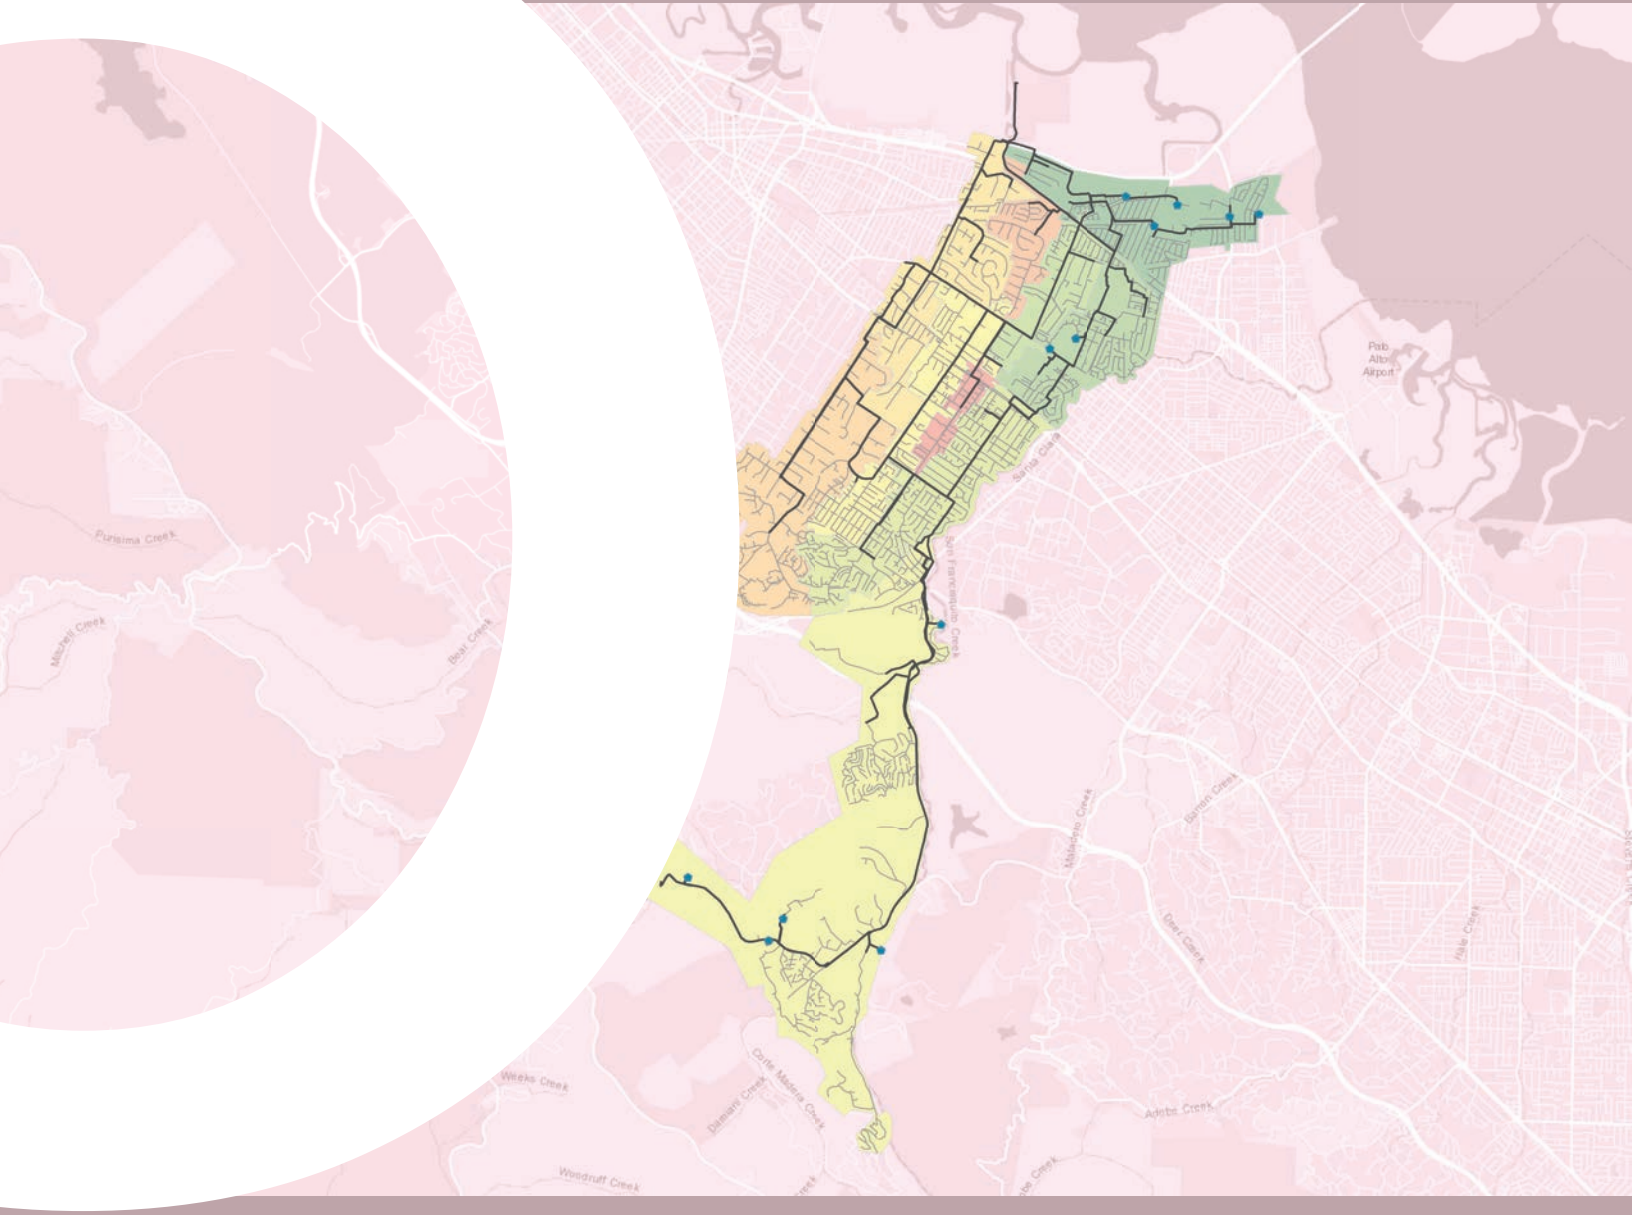 Palo
Alto
Airport
Santa Clara
Purisima Creek
San Francisquito Creek
Mitchell Creek
Bear Creek
Matadero Creek
Barron Creek
Deer Creek
Hale Creek
Weeks Creek
Corte Madera Creek
Damiani Creek
Adobe Creek
Woodruff Creek
Creek